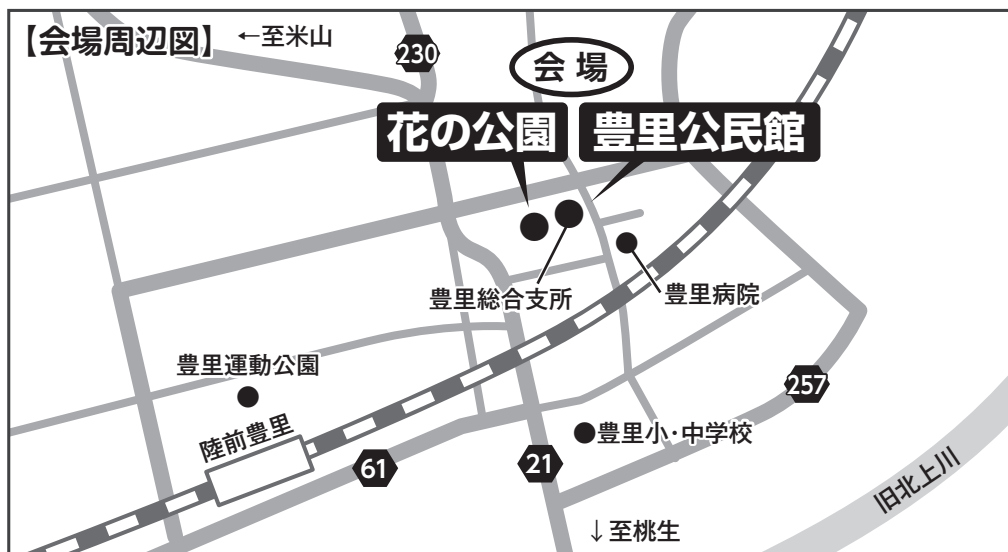 【会場周辺図】
←至米山
230
会場
花の公園
豊里公民館
豊里総合支所
豊里病院
豊里運動公園
257
陸前豊里
豊里小・中学校
61
21
旧北上川
↓至桃生